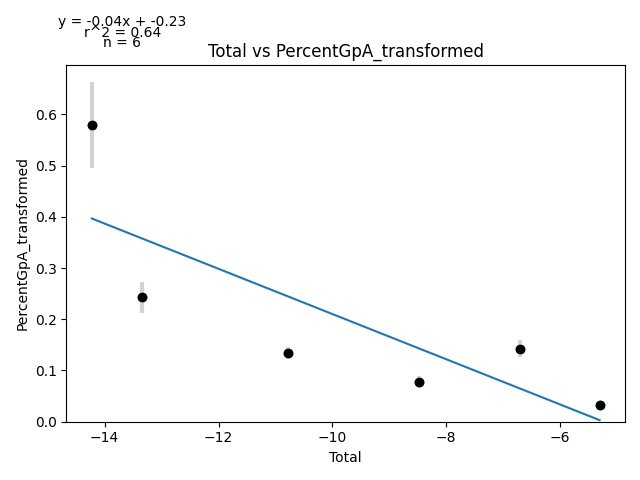 y = -0.04x + -0.23
r^2 = 0.64
n = 6
Total vs PercentGpA_transformed
PercentGpA_transformed
0.6
0.5
0.4
0.3
0.2
0.1
0.0
−14 −12 −10 −8 −6
Total